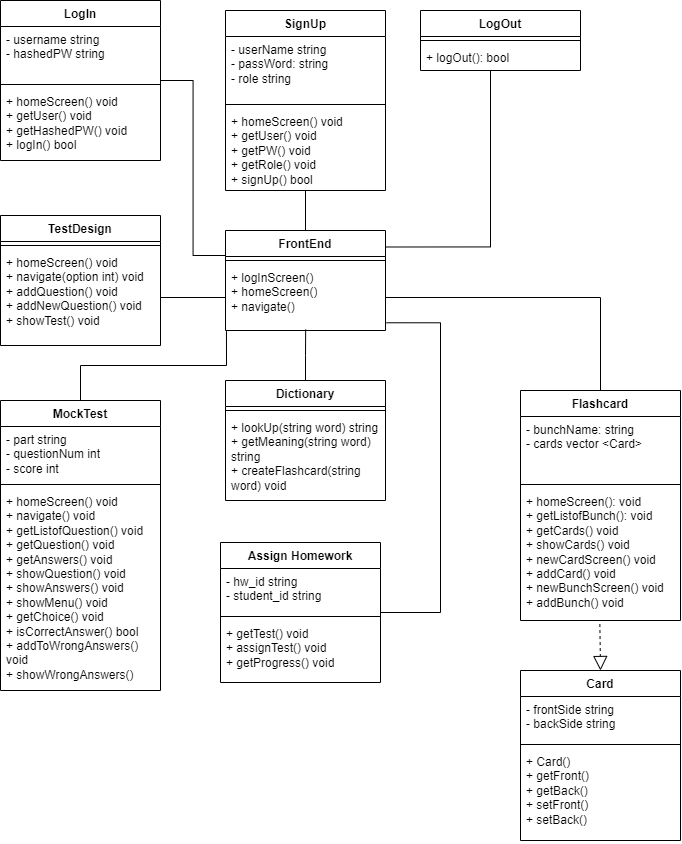 LogIn
- username string
- hashedPW string
+ homeScreen() void
+ getUser() void
+ getHashedPW() void
+ logIn() bool
SignUp
- userName string
- passWord: string
- role string
+ homeScreen() void
+ getUser() void
+ getPW() void
+ getRole() void
+ signUp() bool
LogOut
+ logOut(): bool
TestDesign
+ homeScreen() void
+ navigate(option int) void
+ addQuestion() void
+ addNewQuestion() void
+ showTest() void
FrontEnd
+ logInScreen()
+ homeScreen()
+ navigate()
MockTest
- part string
- questionNum int
- score int
+ homeScreen() void
+ navigate() void
+ getListofQuestion() void
+ getQuestion() void
+ getAnswers() void
+ showQuestion() void
+ showAnswers() void
+ showMenu() void
+ getChoice() void
+ isCorrectAnswer() bool
+ addToWrongAnswers()
void
+ showWrongAnswers()
Dictionary
+ lookUp(string word) string
+ getMeaning(string word)
string
+ createFlashcard(string
word) void
Assign Homework
- hw_id string
- student_id string
+ getTest() void
+ assignTest() void
+ getProgress() void
Flashcard
- bunchName: string
- cards vector <Card>
+ homeScreen(): void
+ getListofBunch(): void
+ getCards() void
+ showCards() void
+ newCardScreen() void
+ addCard() void
+ newBunchScreen() void
+ addBunch() void
Card
- frontSide string
- backSide string
+ Card()
+ getFront()
+ getBack()
+ setFront()
+ setBack()